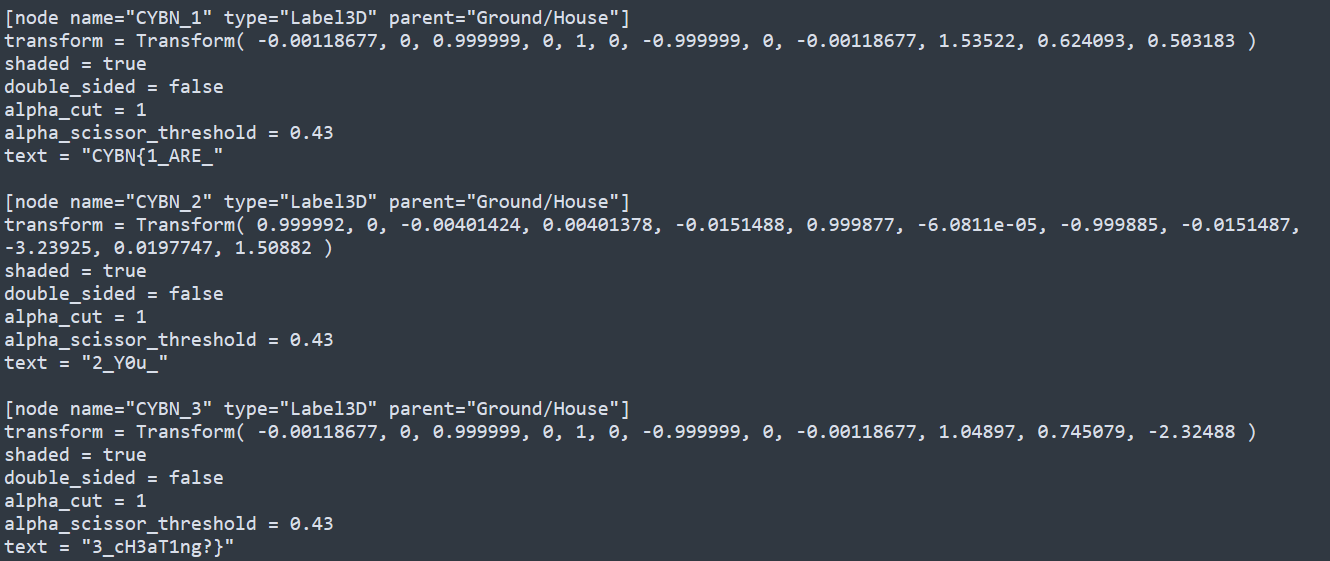 [node name="CYBN_1" type="Label3D" parent="Ground/House"]
transform = Transform( -0.00118677, 0, 0.999999, 0, 1, 0, -0.999999, 0, -0.00118677, 1.53522, 0.624093, 0.503183 )
shaded = true
double_sided = false
alpha_cut = 1
alpha_scissor_threshold = 0.43
text = "CYBN{1_ARE_"
[node name="CYBN_2" type="Label3D" parent="Ground/House"]
transform = Transform( 0.999992, 0, -0.00401424, 0.00401378, -0.0151488, 0.999877, -6.0811e-05, -0.999885, -0.0151487,
-3.23925, 0.0197747, 1.50882 )
shaded = true
double_sided = false
alpha_cut = 1
alpha_scissor_threshold = 0.43
text = "2_Y0u_"
[node name="CYBN_3" type="Label3D" parent="Ground/House"]
transform = Transform( -0.00118677, 0, 0.999999, 0, 1, 0, -0.999999, 0, -0.00118677, 1.04897, 0.745079, -2.32488 )
shaded = true
double_sided = false
alpha_cut = 1
alpha_scissor_threshold = 0.43
text = "3_cH3aT1ng?}"